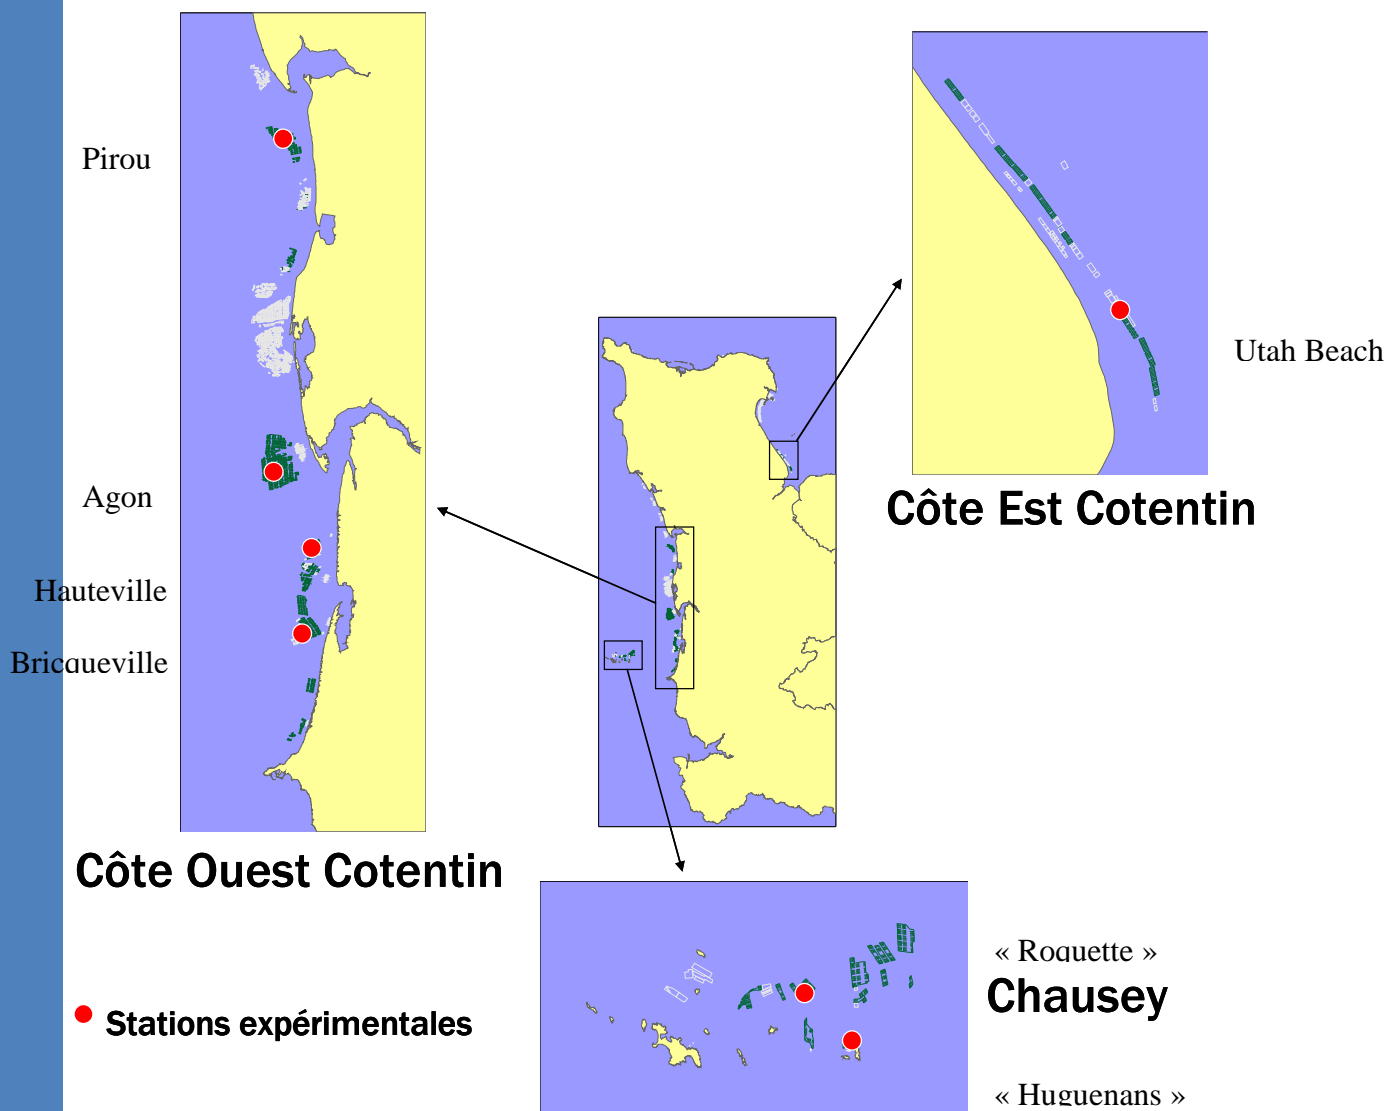 Pirou
Utah Beach
Agon
Côte Est Cotentin
Hauteville
Bricqueville
Côte Ouest Cotentin
« Roquette »
Chausey
Stations expérimentales
« Huguenans »